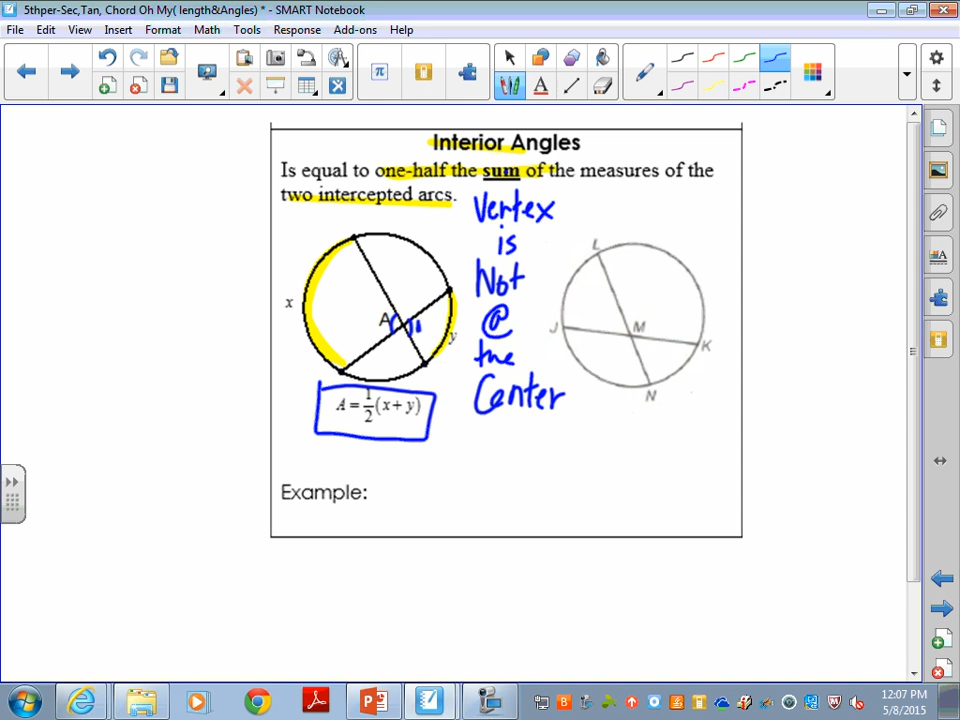 5thper-Sec,Tan, Chord Oh My( length&Angles) * - SMART Notebook
File Edit View Insert Format Math Tools Response Add-ons Help
Interior Angles
Is equal to one-half the sum of the measures of the
two intercepted arcs.
Vertex
is
Not
@
the
Center
x
A
y
A = 1/2 (x + y)
L
J
M
K
N
Example:
12:07 PM
5/8/2015